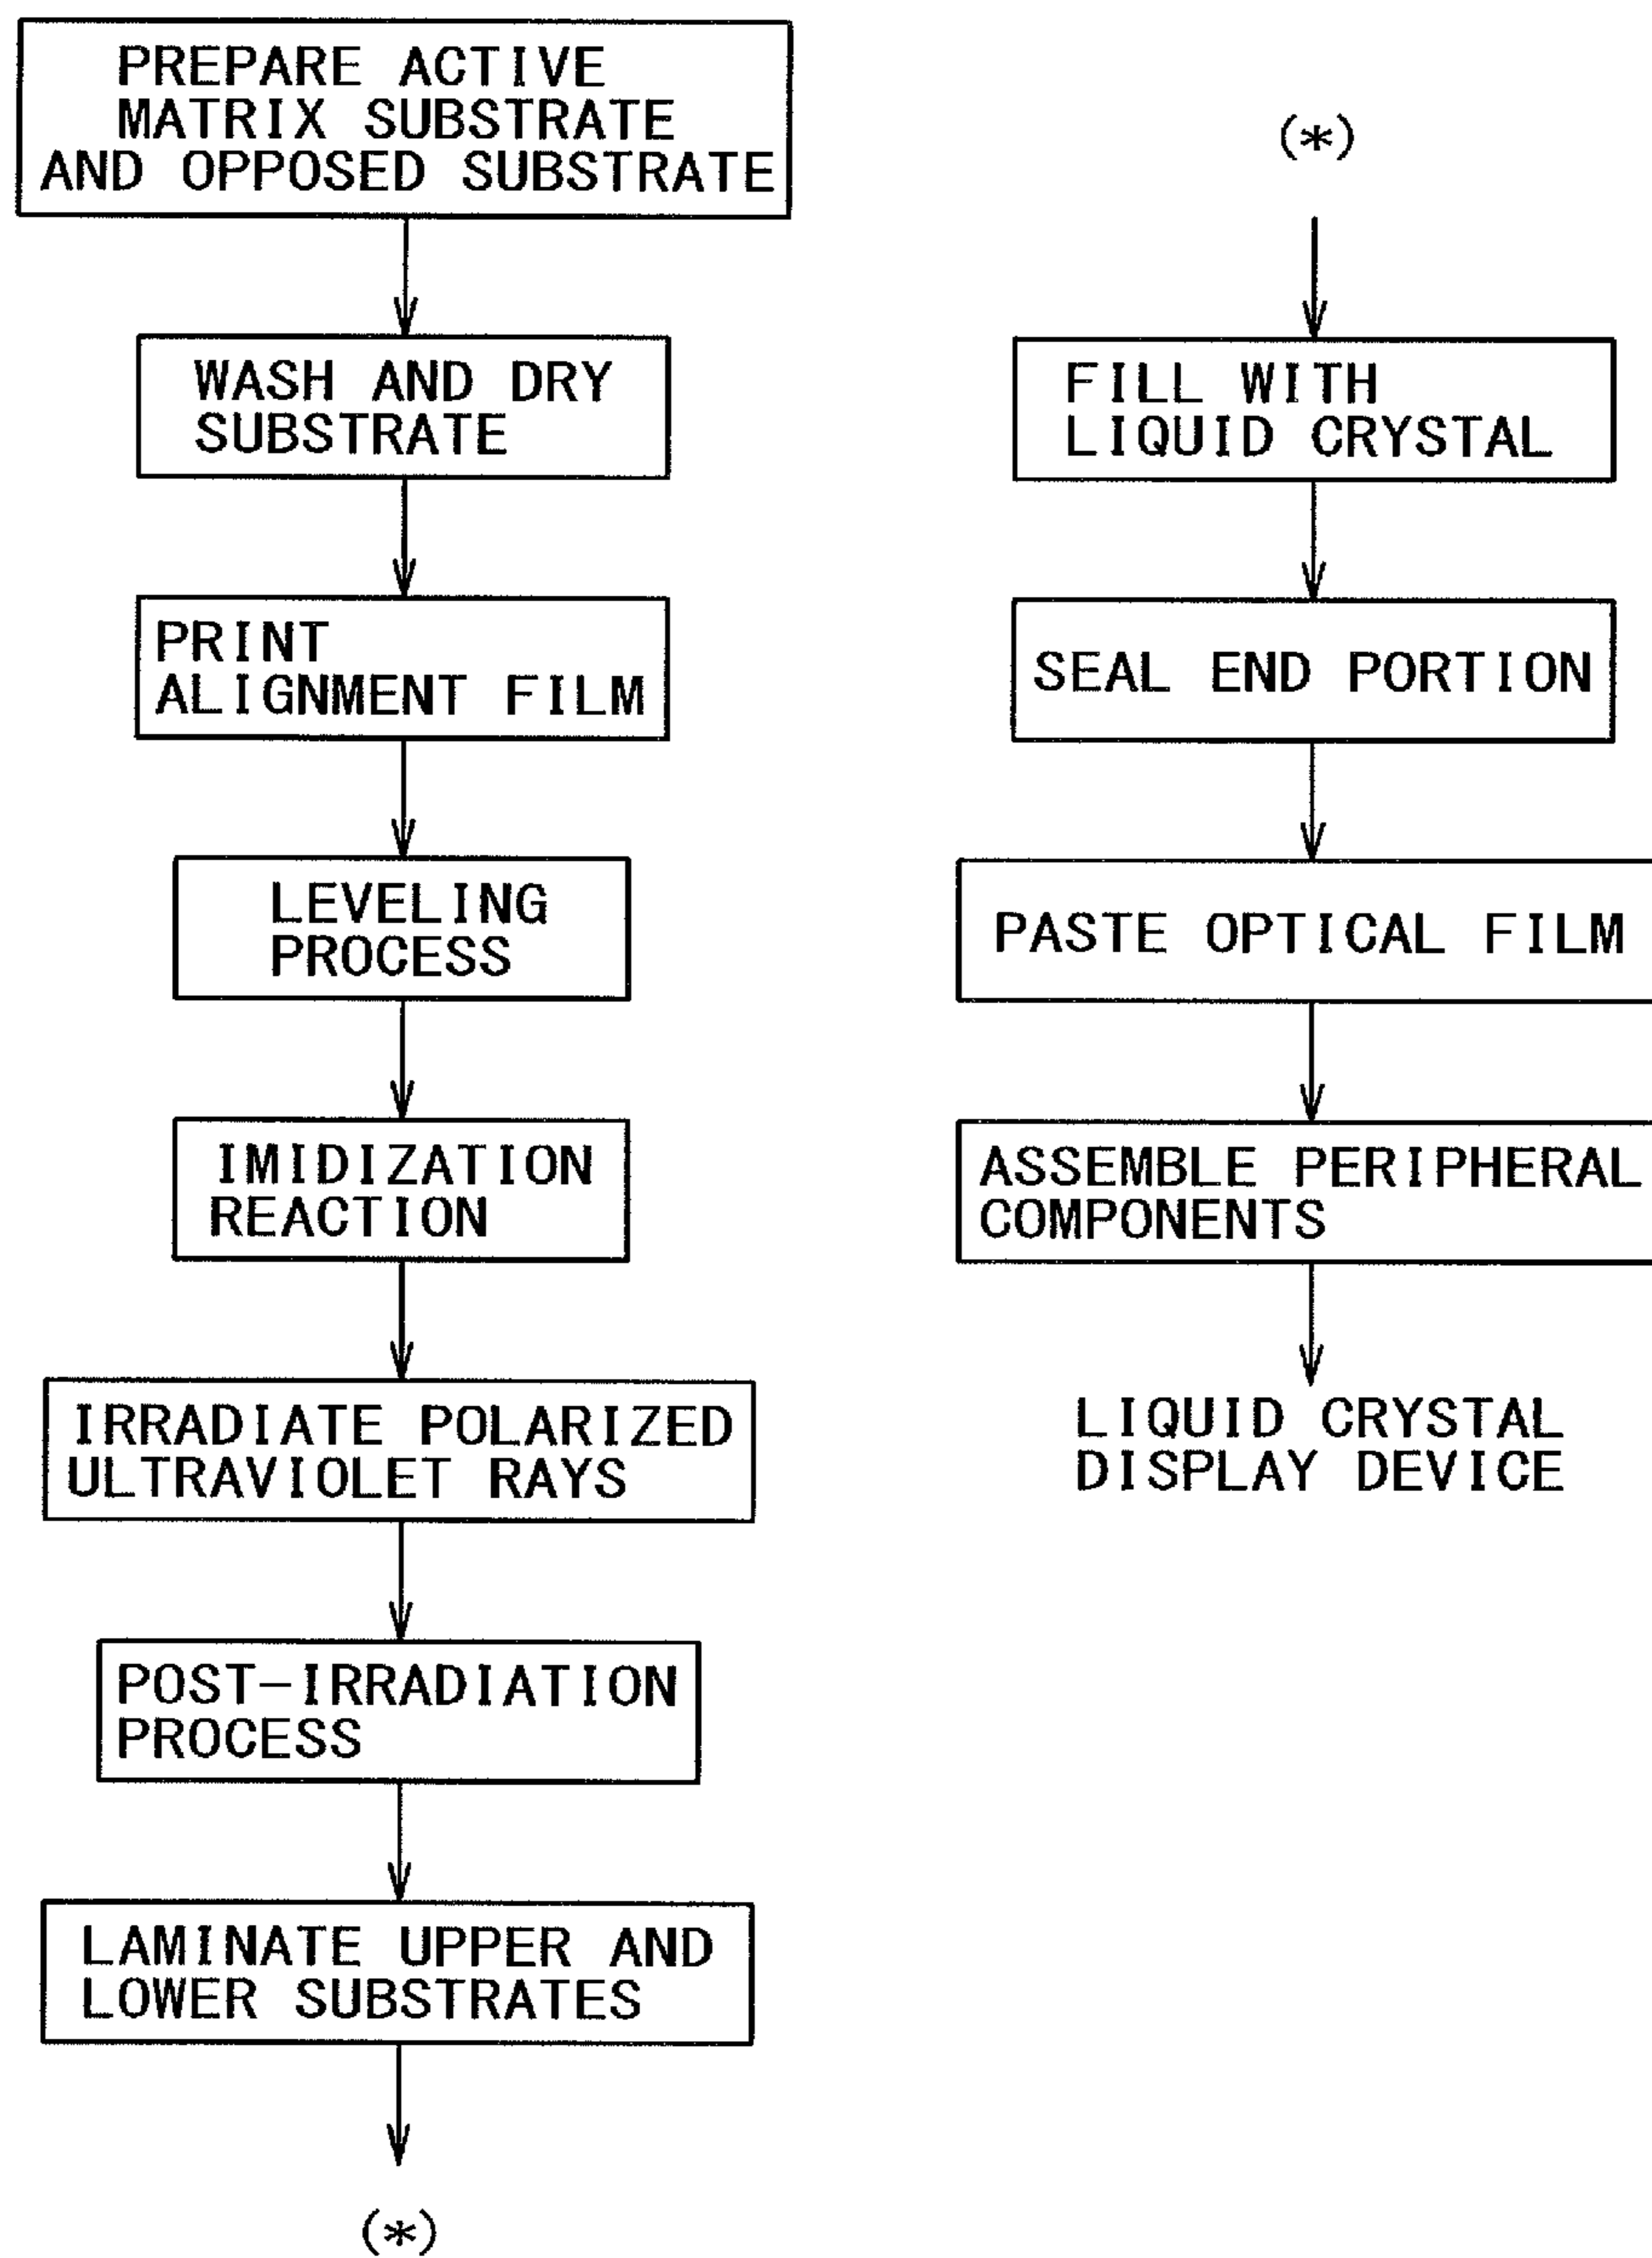 PREPARE ACTIVE
MATRIX SUBSTRATE
AND OPPOSED SUBSTRATE
WASH AND DRY
SUBSTRATE
PRINT
ALIGNMENT FILM
LEVELING
PROCESS
IMIDIZATION
REACTION
IRRADIATE POLARIZED
ULTRAVIOLET RAYS
POST-IRRADIATION
PROCESS
LAMINATE UPPER AND
LOWER SUBSTRATES
(*)
(*)
FILL WITH
LIQUID CRYSTAL
SEAL END PORTION
PASTE OPTICAL FILM
ASSEMBLE PERIPHERAL
COMPONENTS
LIQUID CRYSTAL
DISPLAY DEVICE